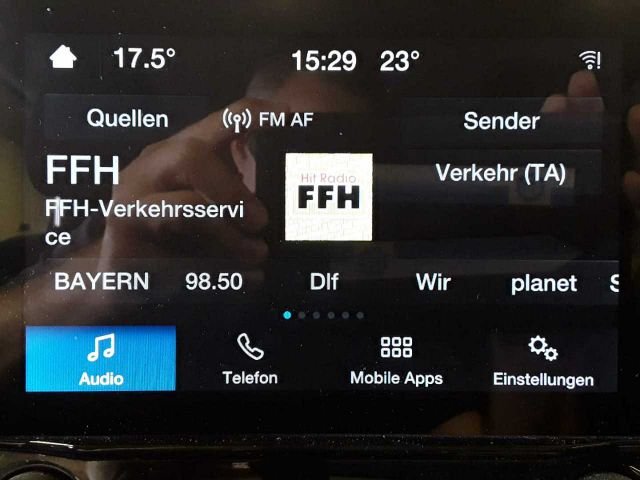 17.5° 15:29 23°
Quellen FM AF Sender
FFH
FFH-Verkehrsservi
ce
Hit Radio
FFH
Verkehr (TA)
BAYERN 98.50 Dlf Wir planet S
Audio Telefon Mobile Apps Einstellungen